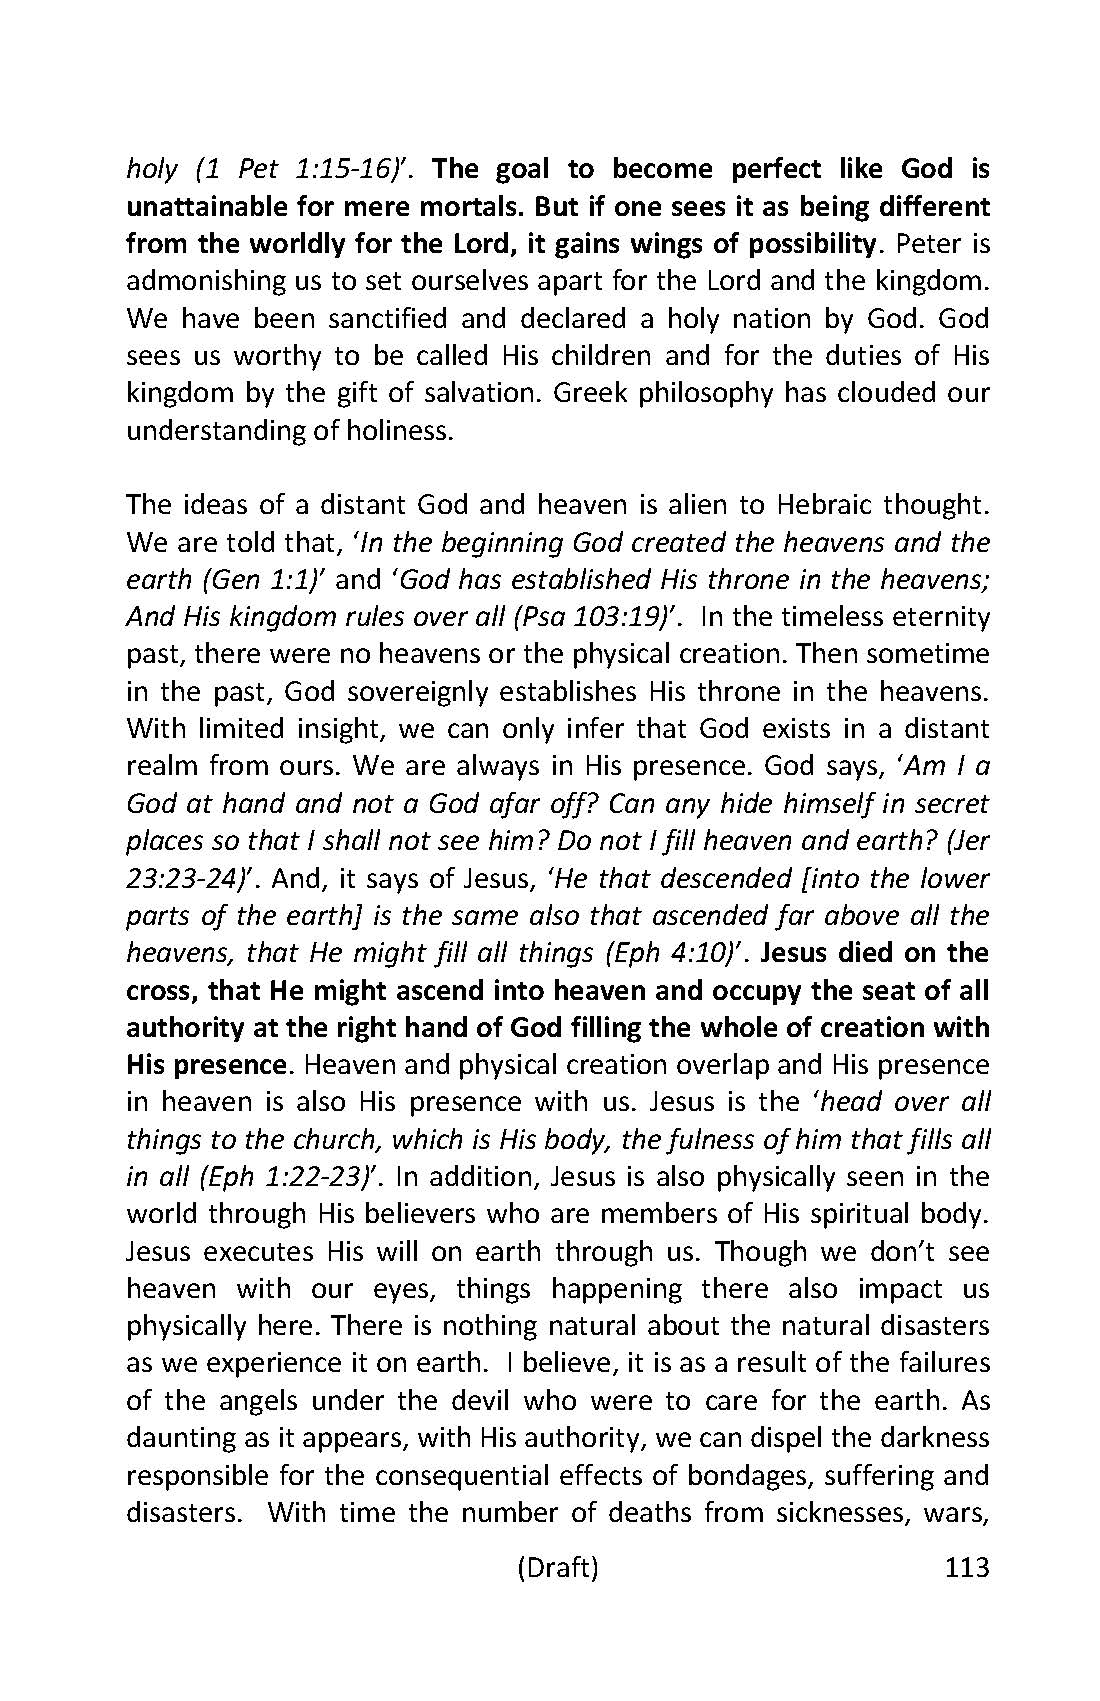 holy (1 Pet 1:15-16)’. The goal to become perfect like God is
unattainable for mere mortals. But if one sees it as being different
from the worldly for the Lord, it gains wings of possibility. Peter is
admonishing us to set ourselves apart for the Lord and the kingdom.
We have been sanctified and declared a holy nation by God. God
sees us worthy to be called His children and for the duties of His
kingdom by the gift of salvation. Greek philosophy has clouded our
understanding of holiness.
The ideas of a distant God and heaven is alien to Hebraic thought.
We are told that, ‘In the beginning God created the heavens and the
earth (Gen 1:1)’ and ‘God has established His throne in the heavens;
And His kingdom rules over all (Psa 103:19)’. In the timeless eternity
past, there were no heavens or the physical creation. Then sometime
in the past, God sovereignly establishes His throne in the heavens.
With limited insight, we can only infer that God exists in a distant
realm from ours. We are always in His presence. God says, ‘Am I a
God at hand and not a God afar off? Can any hide himself in secret
places so that I shall not see him? Do not I fill heaven and earth? (Jer
23:23-24)’. And, it says of Jesus, ‘He that descended [into the lower
parts of the earth] is the same also that ascended far above all the
heavens, that He might fill all things (Eph 4:10)’. Jesus died on the
cross, that He might ascend into heaven and occupy the seat of all
authority at the right hand of God filling the whole of creation with
His presence. Heaven and physical creation overlap and His presence
in heaven is also His presence with us. Jesus is the ‘head over all
things to the church, which is His body, the fulness of him that fills all
in all (Eph 1:22-23)’. In addition, Jesus is also physically seen in the
world through His believers who are members of His spiritual body.
Jesus executes His will on earth through us. Though we don’t see
heaven with our eyes, things happening there also impact us
physically here. There is nothing natural about the natural disasters
as we experience it on earth. I believe, it is as a result of the failures
of the angels under the devil who were to care for the earth. As
daunting as it appears, with His authority, we can dispel the darkness
responsible for the consequential effects of bondages, suffering and
disasters. With time the number of deaths from sicknesses, wars,
(Draft) 113